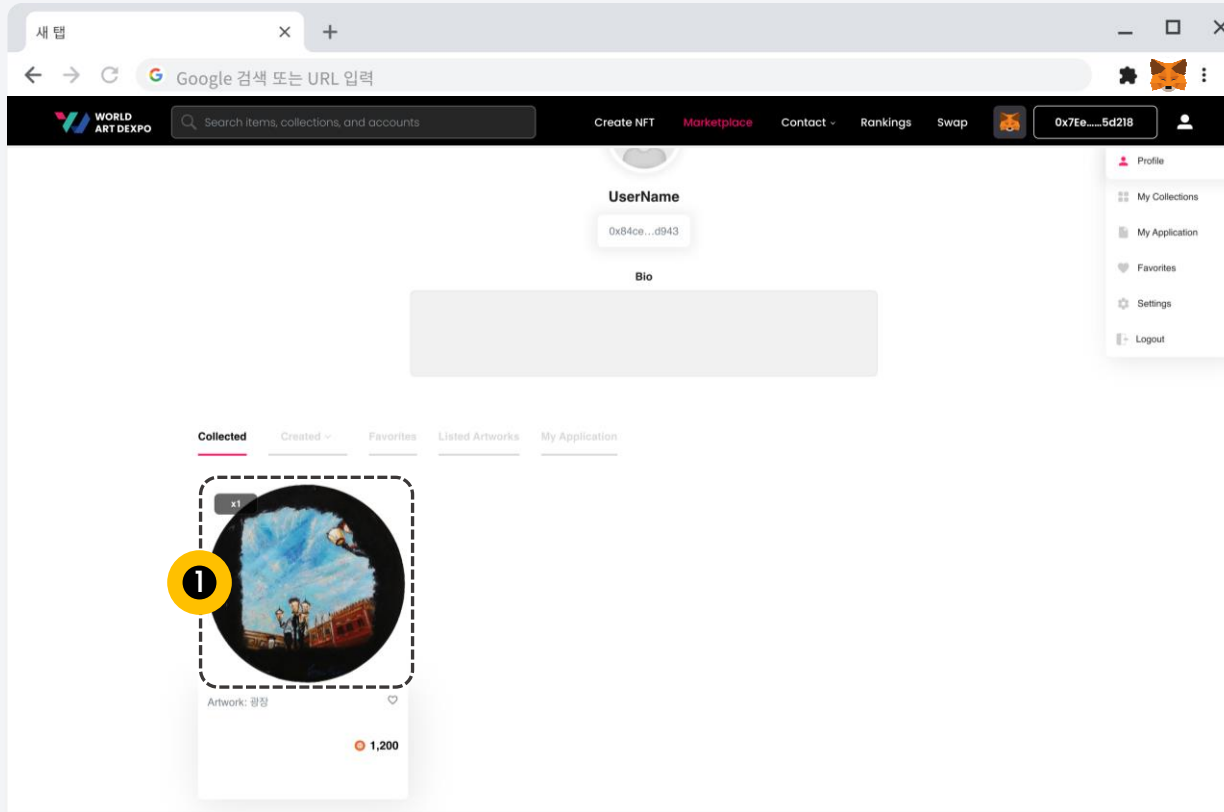 새 탭
Google 검색 또는 URL 입력
WORLD
ART DEXPO
Search items, collections, and accounts
Create NFT
Marketplace
Contact
Rankings
Swap
0x7Ee......5d218
Profile
My Collections
My Application
Favorites
Settings
Logout
UserName
0x84ce...d943
Bio
Collected
Created
Favorites
Listed Artworks
My Application
x1
1
Artwork: 광장
1,200